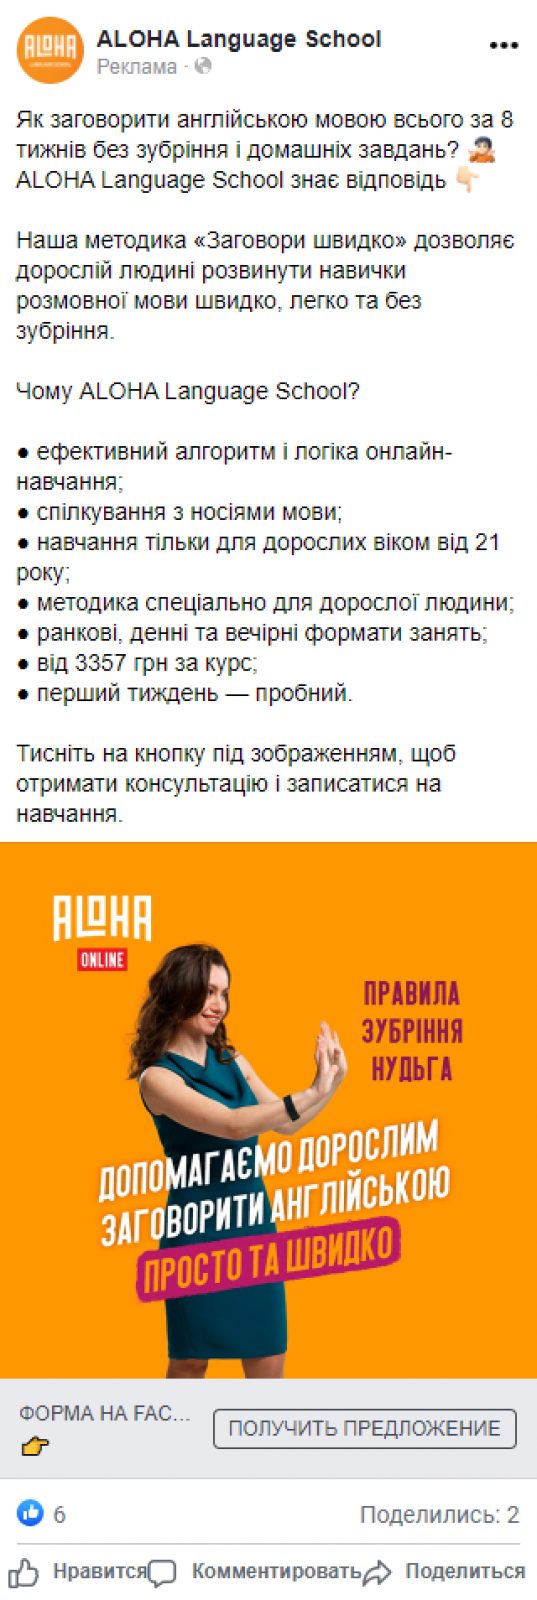 ALOHA
LANGUAGE SCHOOL
ALOHA Language School
Реклама ·
Як заговорити англійською мовою всього за 8
тижнів без зубріння і домашніх завдань? 🤷🏻
ALOHA Language School знає відповідь 👇🏻
Наша методика «Заговори швидко» дозволяє
дорослій людині розвинути навички
розмовної мови швидко, легко та без
зубріння.
Чому ALOHA Language School?
● ефективний алгоритм і логіка онлайн-
навчання;
● спілкування з носіями мови;
● навчання тільки для дорослих віком від 21
року;
● методика спеціально для дорослої людини;
● ранкові, денні та вечірні формати занять;
● від 3357 грн за курс;
● перший тиждень — пробний.
Тисніть на кнопку під зображенням, щоб
отримати консультацію і записатися на
навчання.
ALOHA
ONLINE
ПРАВИЛА
ЗУБРІННЯ
НУДЬГА
ДОПОМАГАЄМО ДОРОСЛИМ
ЗАГОВОРИТИ АНГЛІЙСЬКОЮ
ПРОСТО ТА ШВИДКО
ФОРМА НА FAC...
👉
ПОЛУЧИТЬ ПРЕДЛОЖЕНИЕ
6
Поделились: 2
Нравится
Комментировать
Поделиться